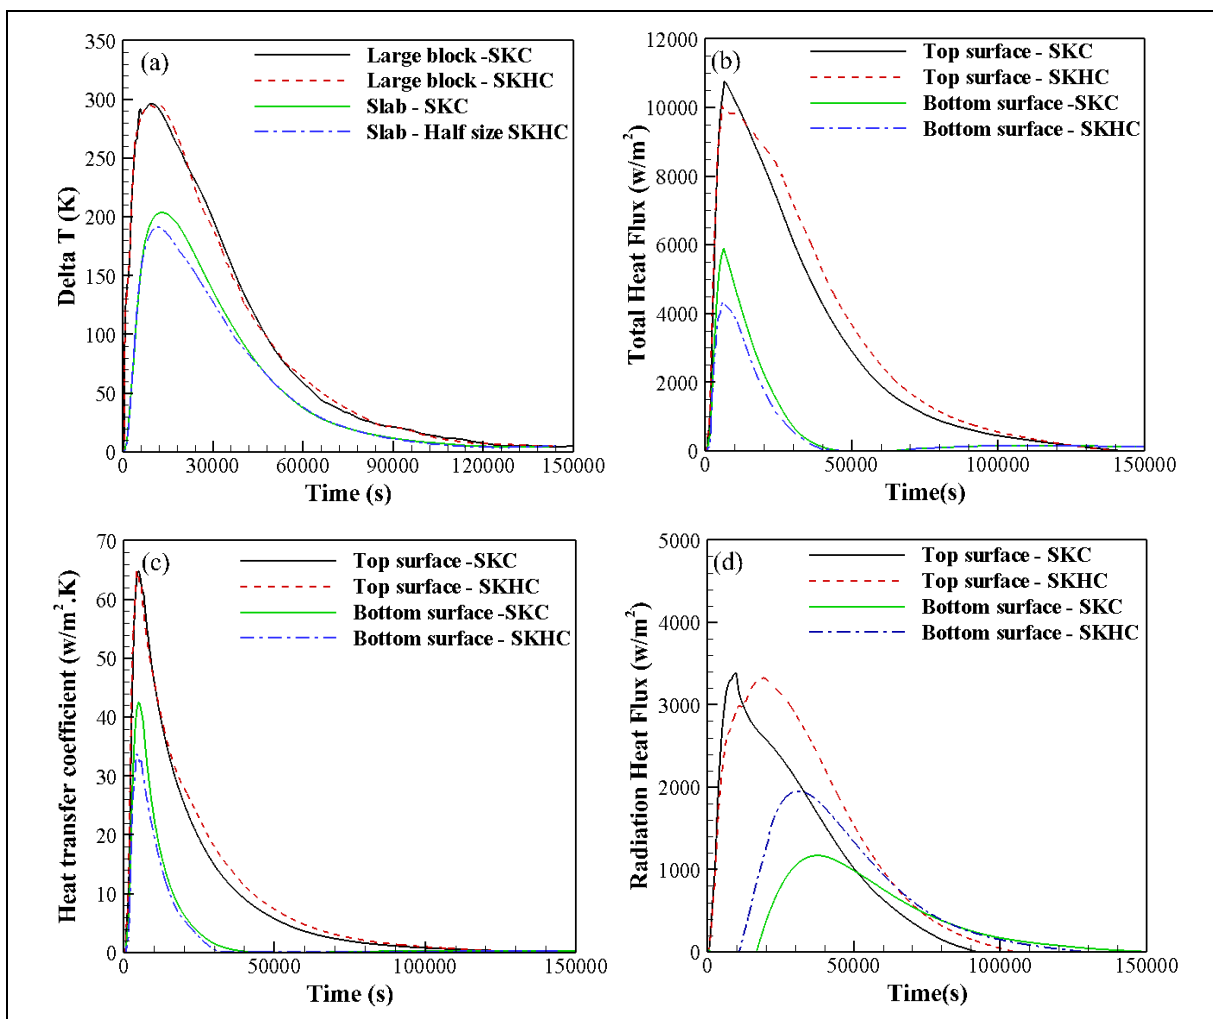 (a)
Delta T (K)
350
300
250
200
150
100
50
0
Large block -SKC
Large block - SKHC
Slab - SKC
Slab - Half size SKHC
0 30000 60000 90000 120000 150000
Time (s)
(b)
Total Heat Flux (w/m²)
12000
10000
8000
6000
4000
2000
0
Top surface - SKC
Top surface - SKHC
Bottom surface -SKC
Bottom surface - SKHC
0 50000 100000 150000
Time(s)
(c)
Heat transfer coefficient (w/m².K)
70
60
50
40
30
20
10
0
Top surface -SKC
Top surface - SKHC
Bottom surface -SKC
Bottom surface - SKHC
0 50000 100000 150000
Time (s)
(d)
Radiation Heat Flux (w/m²)
5000
4000
3000
2000
1000
0
Top surface - SKC
Top surface - SKHC
Bottom surface - SKC
Bottom surface - SKHC
0 50000 100000 150000
Time(s)